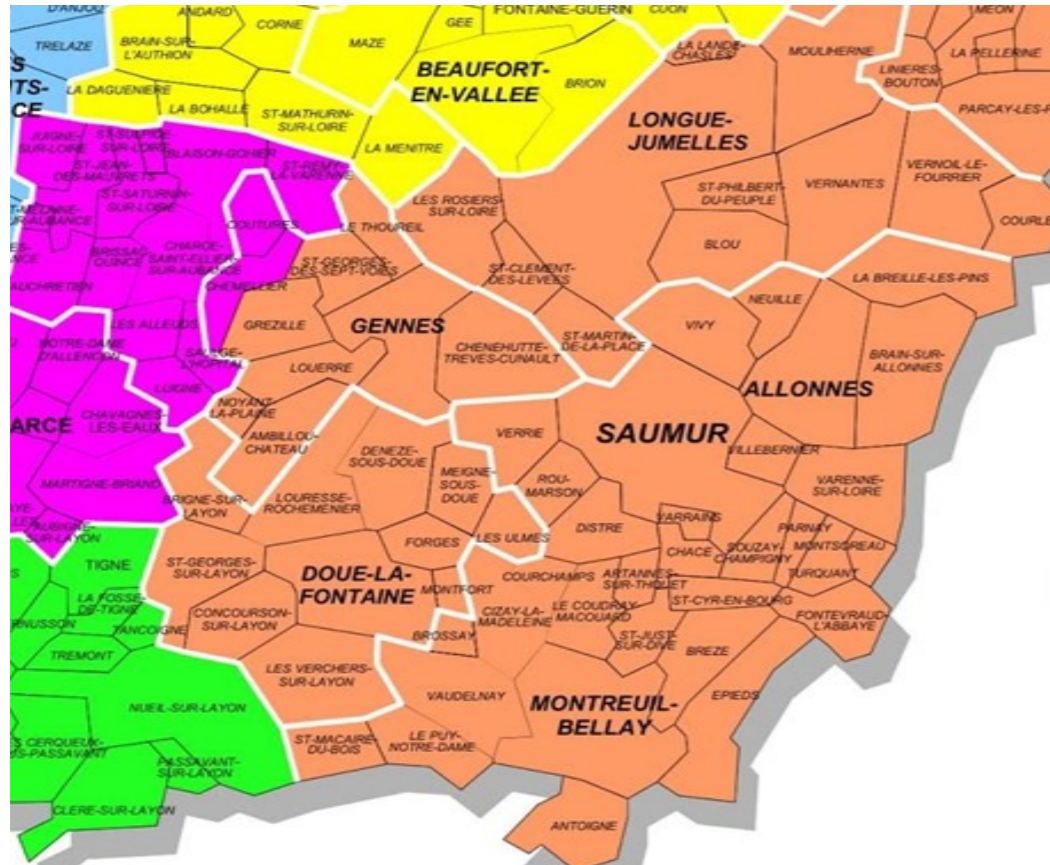 D'ANJOU
ANDARD
CORNE
GEE
FONTAINE-GUERIN
CUON
MEON
TRELAZE
BRAIN-SUR-
L'AUTHION
MAZE
LA LANDE-
CHASLES
MOULIHERNE
LA PELLERINE
LINIERES-
BOUTON
BEAUFORT-
EN-VALLEE
BRION
LA DAGUENIERE
LA BOHALLE
ST-MATHURIN-
SUR-LOIRE
PARCAY-LES-P
LONGUE-
JUMELLES
JUIGNE-
SUR-LOIRE
ST-SULPICE-
SUR-LOIRE
BLAISON-GOHIER
ST-REMY-
LA-VARENNE
LA MENITRE
ST-JEAN-
DES-MAUVRETS
ST-SATURNIN-
SUR-LOIRE
VERNOIL-LE-
FOURRIER
VERNANTES
ST-PHILBERT-
DU-PEUPLE
LES ROSIERS-
SUR-LOIRE
COURLE
T-MELAINE-
UR-AUBANCE
COUTURES
LE THOUREIL
BLOU
BRISSAC-
QUINCE
CHARCE-
SAINT-ELLIER-
SUR-AUBANCE
ST-GEORGES-
DES-SEPT-VOIES
ST-CLEMENT-
DES-LEVEES
LA BREILLE-LES-PINS
AUCHRETIEN
CHEMELLIER
NEUILLE
LES ALLEUDS
GREZILLE
GENNES
VIVY
NOTRE-DAME
D'ALLENCON
SAULGE-
L'HOPITAL
CHENEHUTTE-
TREVES-CUNAULT
ST-MARTIN-
DE-LA-PLACE
BRAIN-SUR-
ALLONNES
LOUERRE
LUIGNE
ALLONNES
NOYANT-
LA-PLAINE
ARCE
CHAVAGNES-
LES-EAUX
SAUMUR
AMBILLOU-
CHATEAU
VERRIE
DENEZE-
SOUS-DOUE
VILLEBERNIER
MEIGNE-
SOUS-
DOUE
MARTIGNE-BRIAND
ROU-
MARSON
VARENNE-
SUR-LOIRE
BRIGNE-SUR-
LAYON
LOURESSE-
ROCHEMENIER
AUBIGNE-
SUR-LAYON
DISTRE
VARRAINS
PARNAY
FORGES
LES ULMES
CHACE
SOUZAY-
CHAMPIGNY
MONTSOREAU
TIGNE
ST-GEORGES-
SUR-LAYON
TURQUANT
DOUE-LA-
FONTAINE
MONTFORT
COURCHAMPS
ARTANNES-
SUR-THOUET
LA FOSSE-
DE-TIGNE
ST-CYR-EN-BOURG
CONCOURSON-
SUR-LAYON
CIZAY-LA-
MADELEINE
LE COUDRAY-
MACOUARD
FONTEVRAUD-
L'ABBAYE
RNUSSON
TANCOIGNE
BROSSAY
ST-JUST-
SUR-DIVE
TREMONT
BREZE
LES VERCHERS-
SUR-LAYON
VAUDELNAY
EPIEDS
NUEIL-SUR-LAYON
MONTREUIL-
BELLAY
ST-MACAIRE-
DU-BOIS
LE PUY-
NOTRE-DAME
S CERQUEUX-
US-PASSAVANT
PASSAVANT-
SUR-LAYON
CLERE-SUR-LAYON
ANTOIGNE